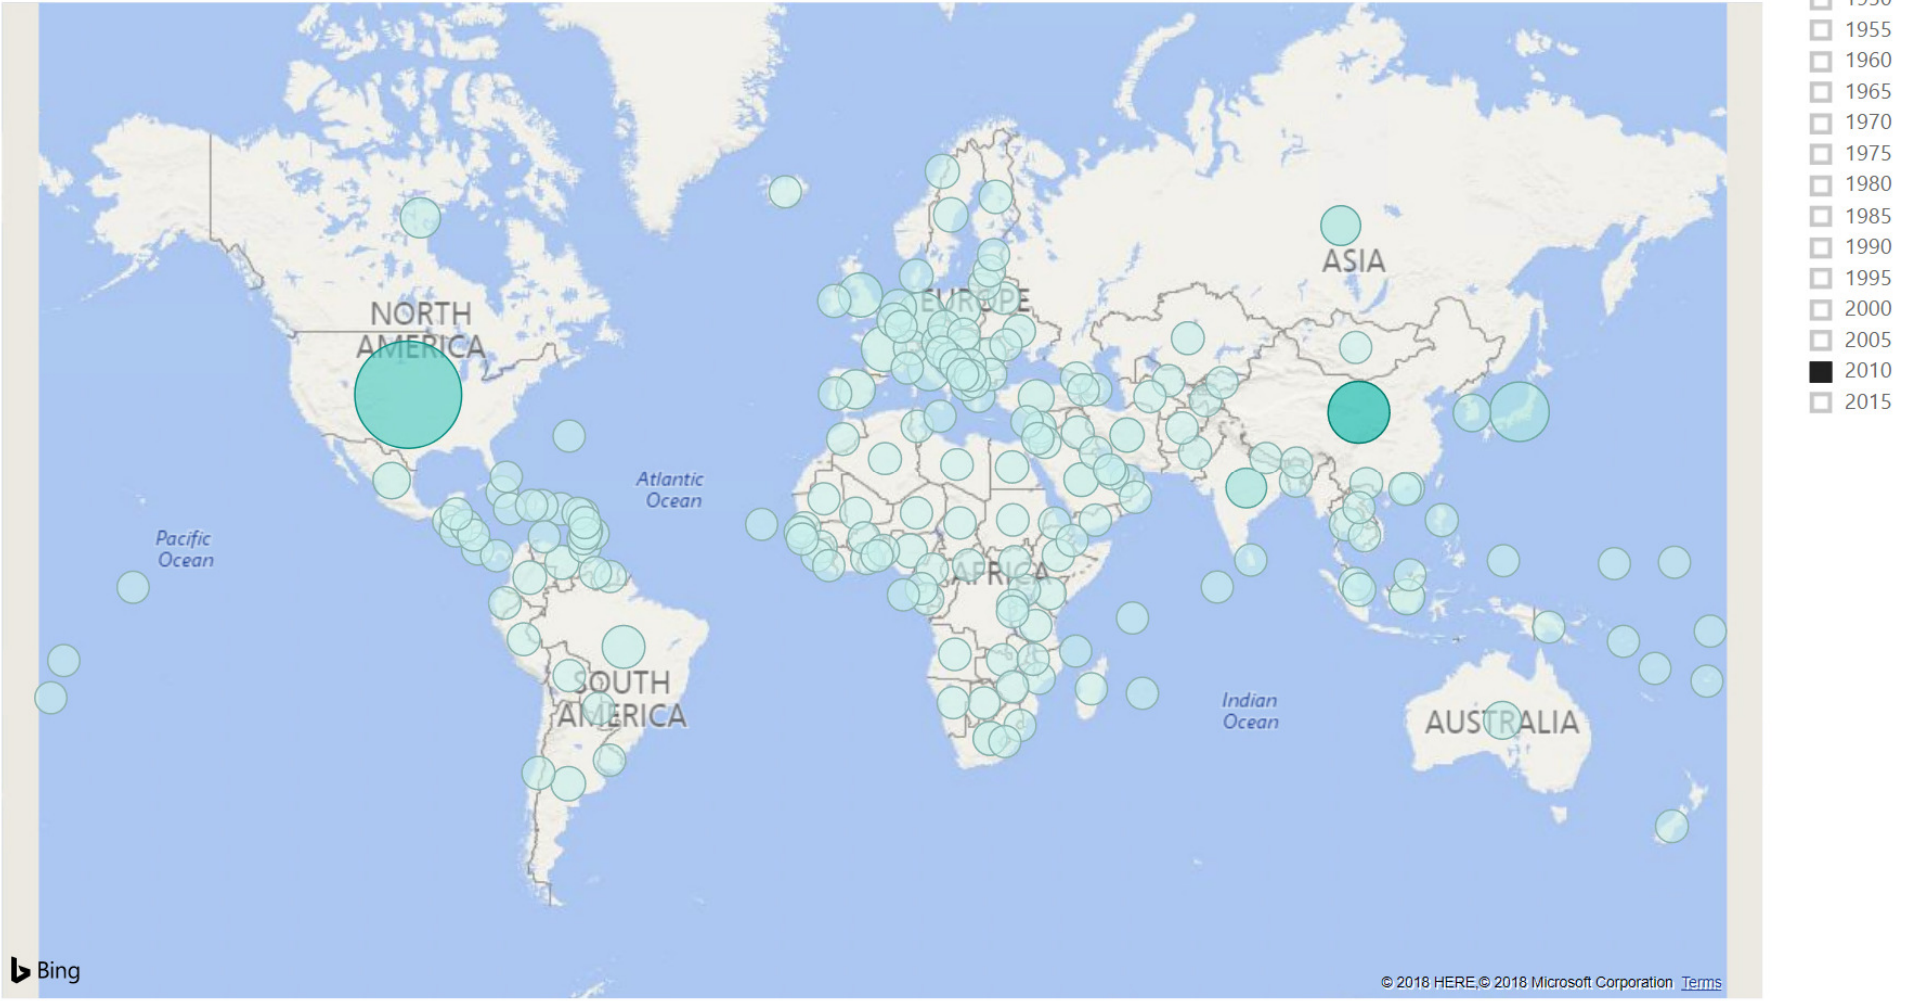 1950
1955
1960
1965
1970
1975
1980
1985
1990
1995
2000
2005
2010
2015
ASIA
EUROPE
NORTH
AMERICA
Atlantic
Ocean
Pacific
Ocean
AFRICA
SOUTH
AMERICA
Indian
Ocean
AUSTRALIA
Bing
© 2018 HERE,© 2018 Microsoft Corporation Terms